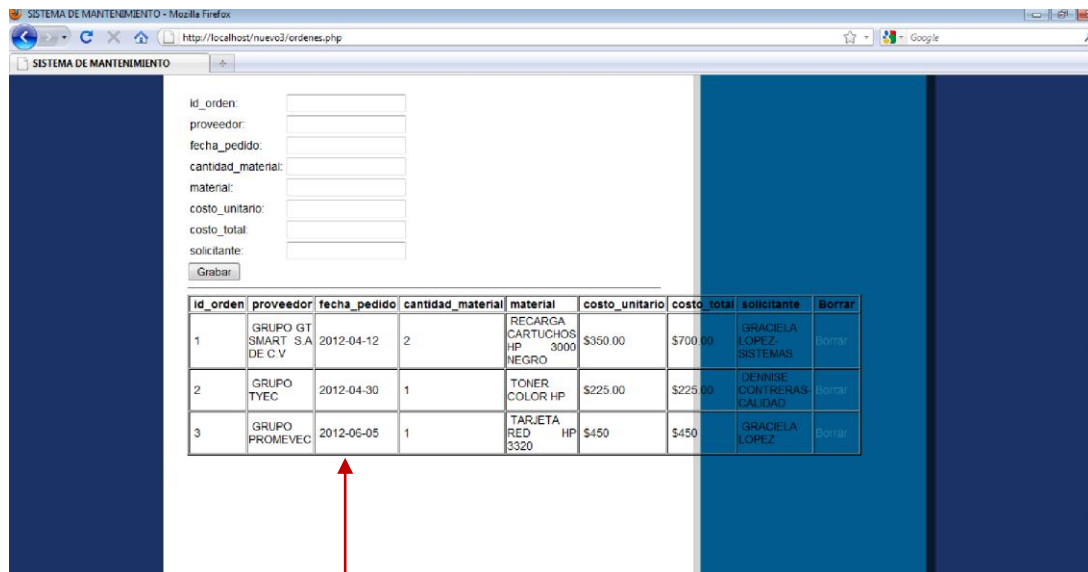 SISTEMA DE MANTENIMIENTO - Mozilla Firefox
http://localhost/nuevo3/ordenes.php
Google
SISTEMA DE MANTENIMIENTO
id_orden:
proveedor:
fecha_pedido:
cantidad_material:
material:
costo_unitario:
costo_total:
solicitante:
Grabar
id_orden proveedor fecha_pedido cantidad_material material costo_unitario costo_total solicitante Borrar
1 GRUPO GT SMART S.A DE C.V 2012-04-12 2 RECARGA CARTUCHOS HP 3000 NEGRO $350.00 $700.00 GRACIELA LOPEZ-SISTEMAS Borrar
2 GRUPO TYEC 2012-04-30 1 TONER COLOR HP $225.00 $225.00 DENNISE CONTRERAS-CALIDAD Borrar
3 GRUPO PROMEVEC 2012-06-05 1 TARJETA RED HP 3320 $450 $450 GRACIELA LOPEZ Borrar